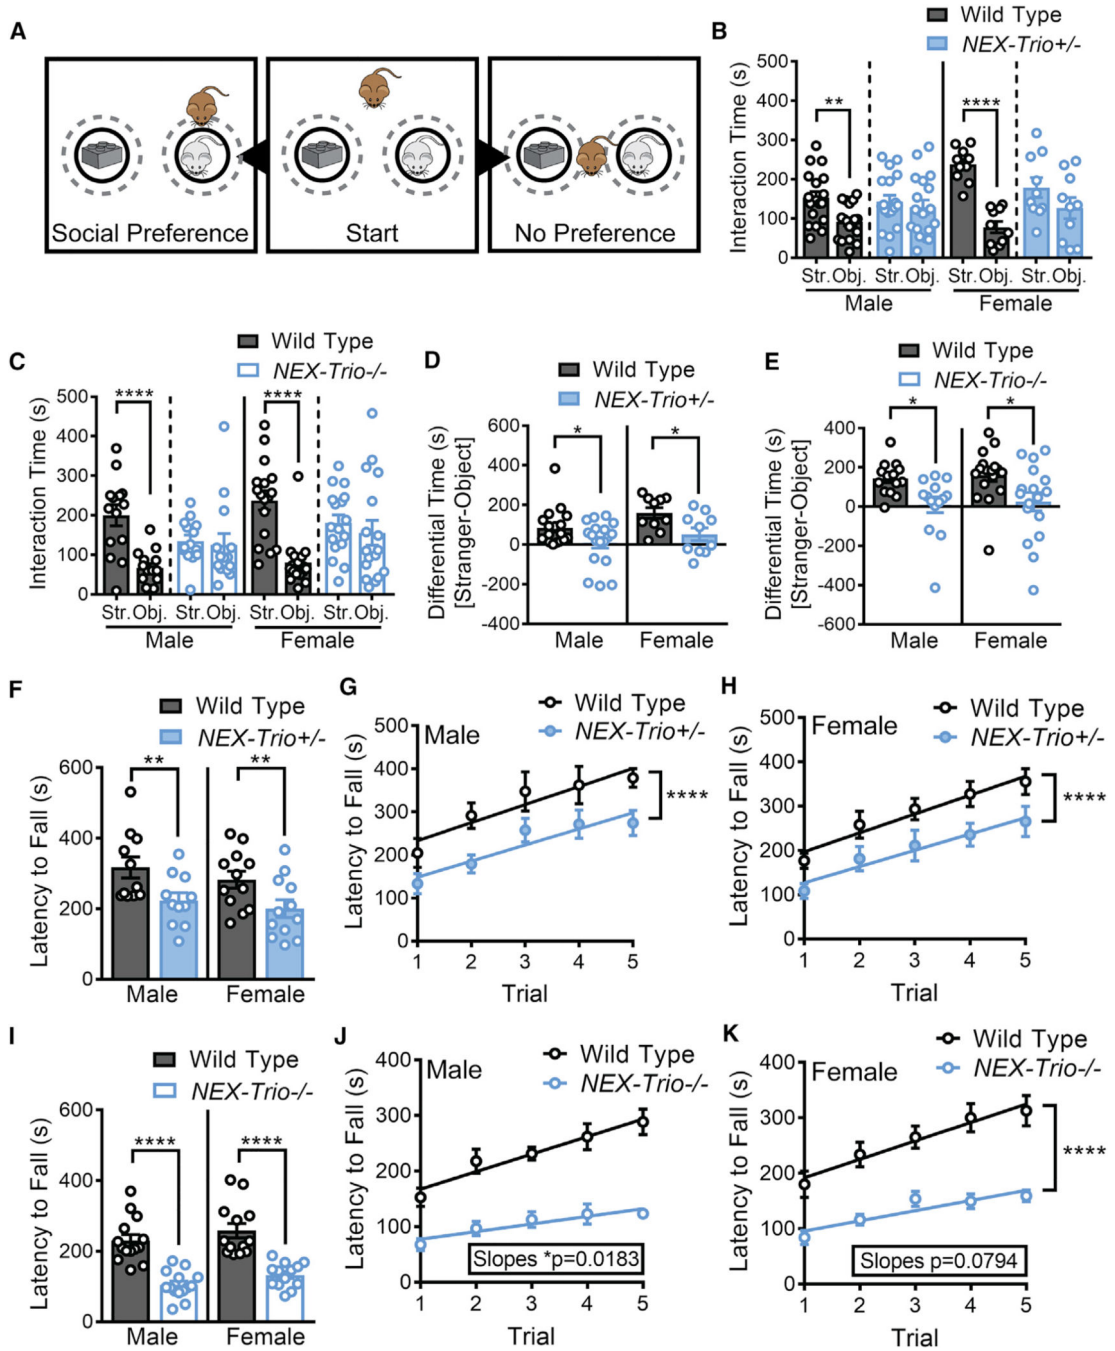 A
Social Preference
Start
No Preference
B
Wild Type
NEX-Trio+/-
Interaction Time (s)
500
400
300
200
100
0
**
****
Str. Obj. Str. Obj. Str. Obj. Str. Obj.
Male Female
C
Wild Type
NEX-Trio-/-
Interaction Time (s)
500
400
300
200
100
0
****
****
Str. Obj. Str. Obj. Str. Obj. Str. Obj.
Male Female
D
Wild Type
NEX-Trio+/-
Differential Time (s)
[Stranger-Object]
600
400
200
0
-200
-400
*
*
Male Female
E
Wild Type
NEX-Trio-/-
Differential Time (s)
[Stranger-Object]
400
200
0
-200
-400
-600
*
*
Male Female
F
Wild Type
NEX-Trio+/-
Latency to Fall (s)
600
400
200
0
**
**
Male Female
G
Wild Type
NEX-Trio+/-
Male
Latency to Fall (s)
500
400
300
200
100
0
****
1 2 3 4 5
Trial
H
Wild Type
NEX-Trio+/-
Female
Latency to Fall (s)
500
400
300
200
100
0
****
1 2 3 4 5
Trial
I
Wild Type
NEX-Trio-/-
Latency to Fall (s)
600
400
200
0
****
****
Male Female
J
Wild Type
NEX-Trio-/-
Male
Latency to Fall (s)
400
300
200
100
0
Slopes *p=0.0183
1 2 3 4 5
Trial
K
Wild Type
NEX-Trio-/-
Female
Latency to Fall (s)
400
300
200
100
0
****
Slopes p=0.0794
1 2 3 4 5
Trial